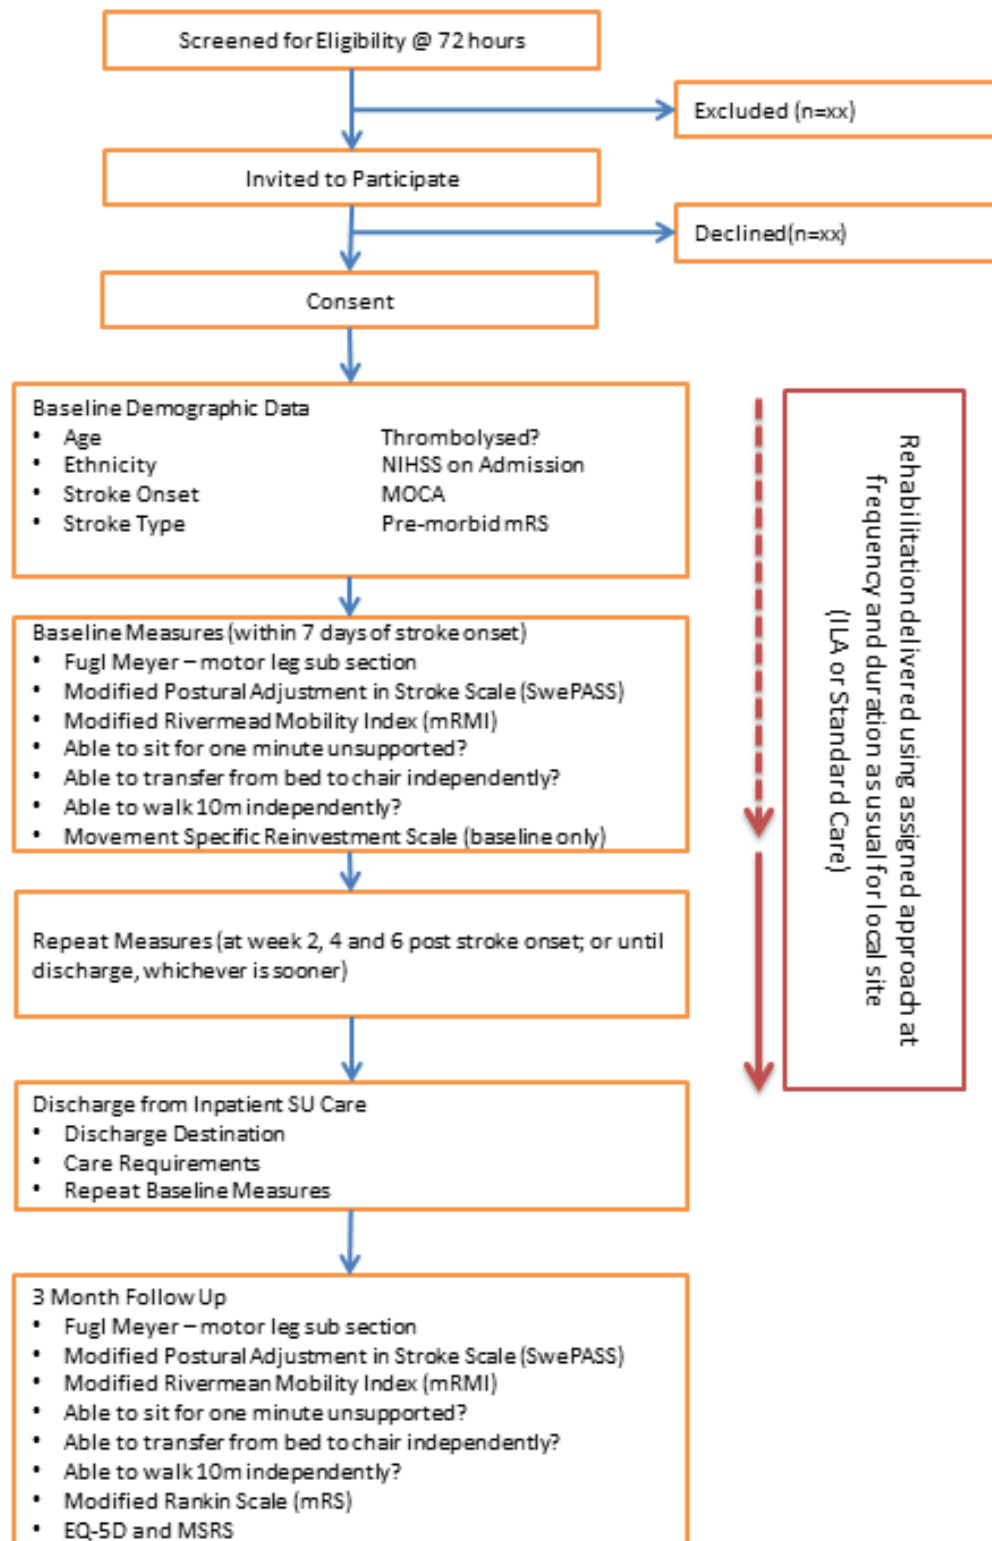 Screened for Eligibility @ 72 hours
Excluded (n=xx)
Invited to Participate
Declined(n=xx)
Consent
Baseline Demographic Data
• Age Thrombolysed?
• Ethnicity NIHSS on Admission
• Stroke Onset MOCA
• Stroke Type Pre-morbid mRS
Baseline Measures (within 7 days of stroke onset)
• Fugl Meyer – motor leg sub section
• Modified Postural Adjustment in Stroke Scale (SwePASS)
• Modified Rivermead Mobility Index (mRMI)
• Able to sit for one minute unsupported?
• Able to transfer from bed to chair independently?
• Able to walk 10m independently?
• Movement Specific Reinvestment Scale (baseline only)
Repeat Measures (at week 2, 4 and 6 post stroke onset; or until
discharge, whichever is sooner)
Discharge from Inpatient SU Care
• Discharge Destination
• Care Requirements
• Repeat Baseline Measures
3 Month Follow Up
• Fugl Meyer – motor leg sub section
• Modified Postural Adjustment in Stroke Scale (SwePASS)
• Modified Rivermean Mobility Index (mRMI)
• Able to sit for one minute unsupported?
• Able to transfer from bed to chair independently?
• Able to walk 10m independently?
• Modified Rankin Scale (mRS)
• EQ-5D and MSRS
Rehabilitation delivered using assigned approach at
frequency and duration as usual for local site
(ILA or Standard Care)